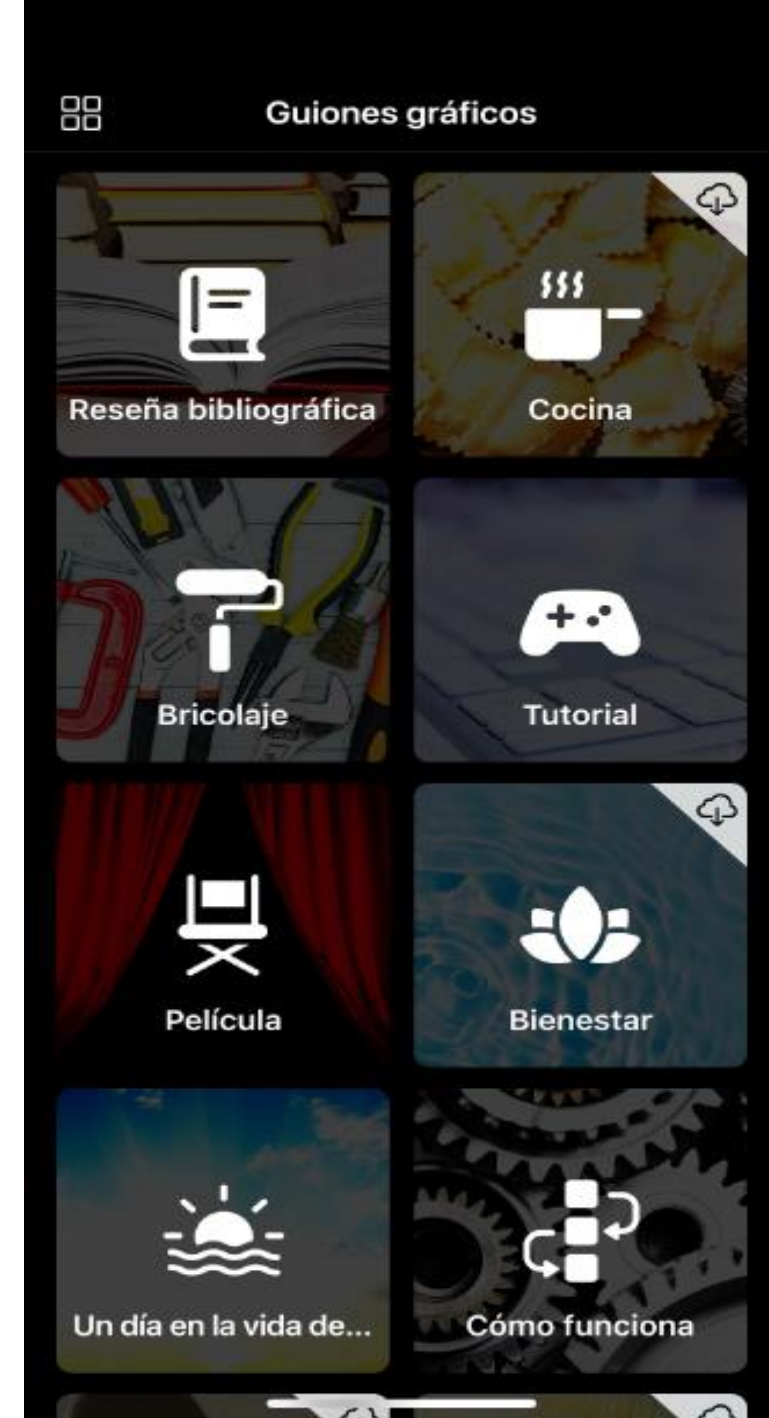 Guiones gráficos
Reseña bibliográfica
Cocina
Bricolaje
Tutorial
Película
Bienestar
Un día en la vida de...
Cómo funciona